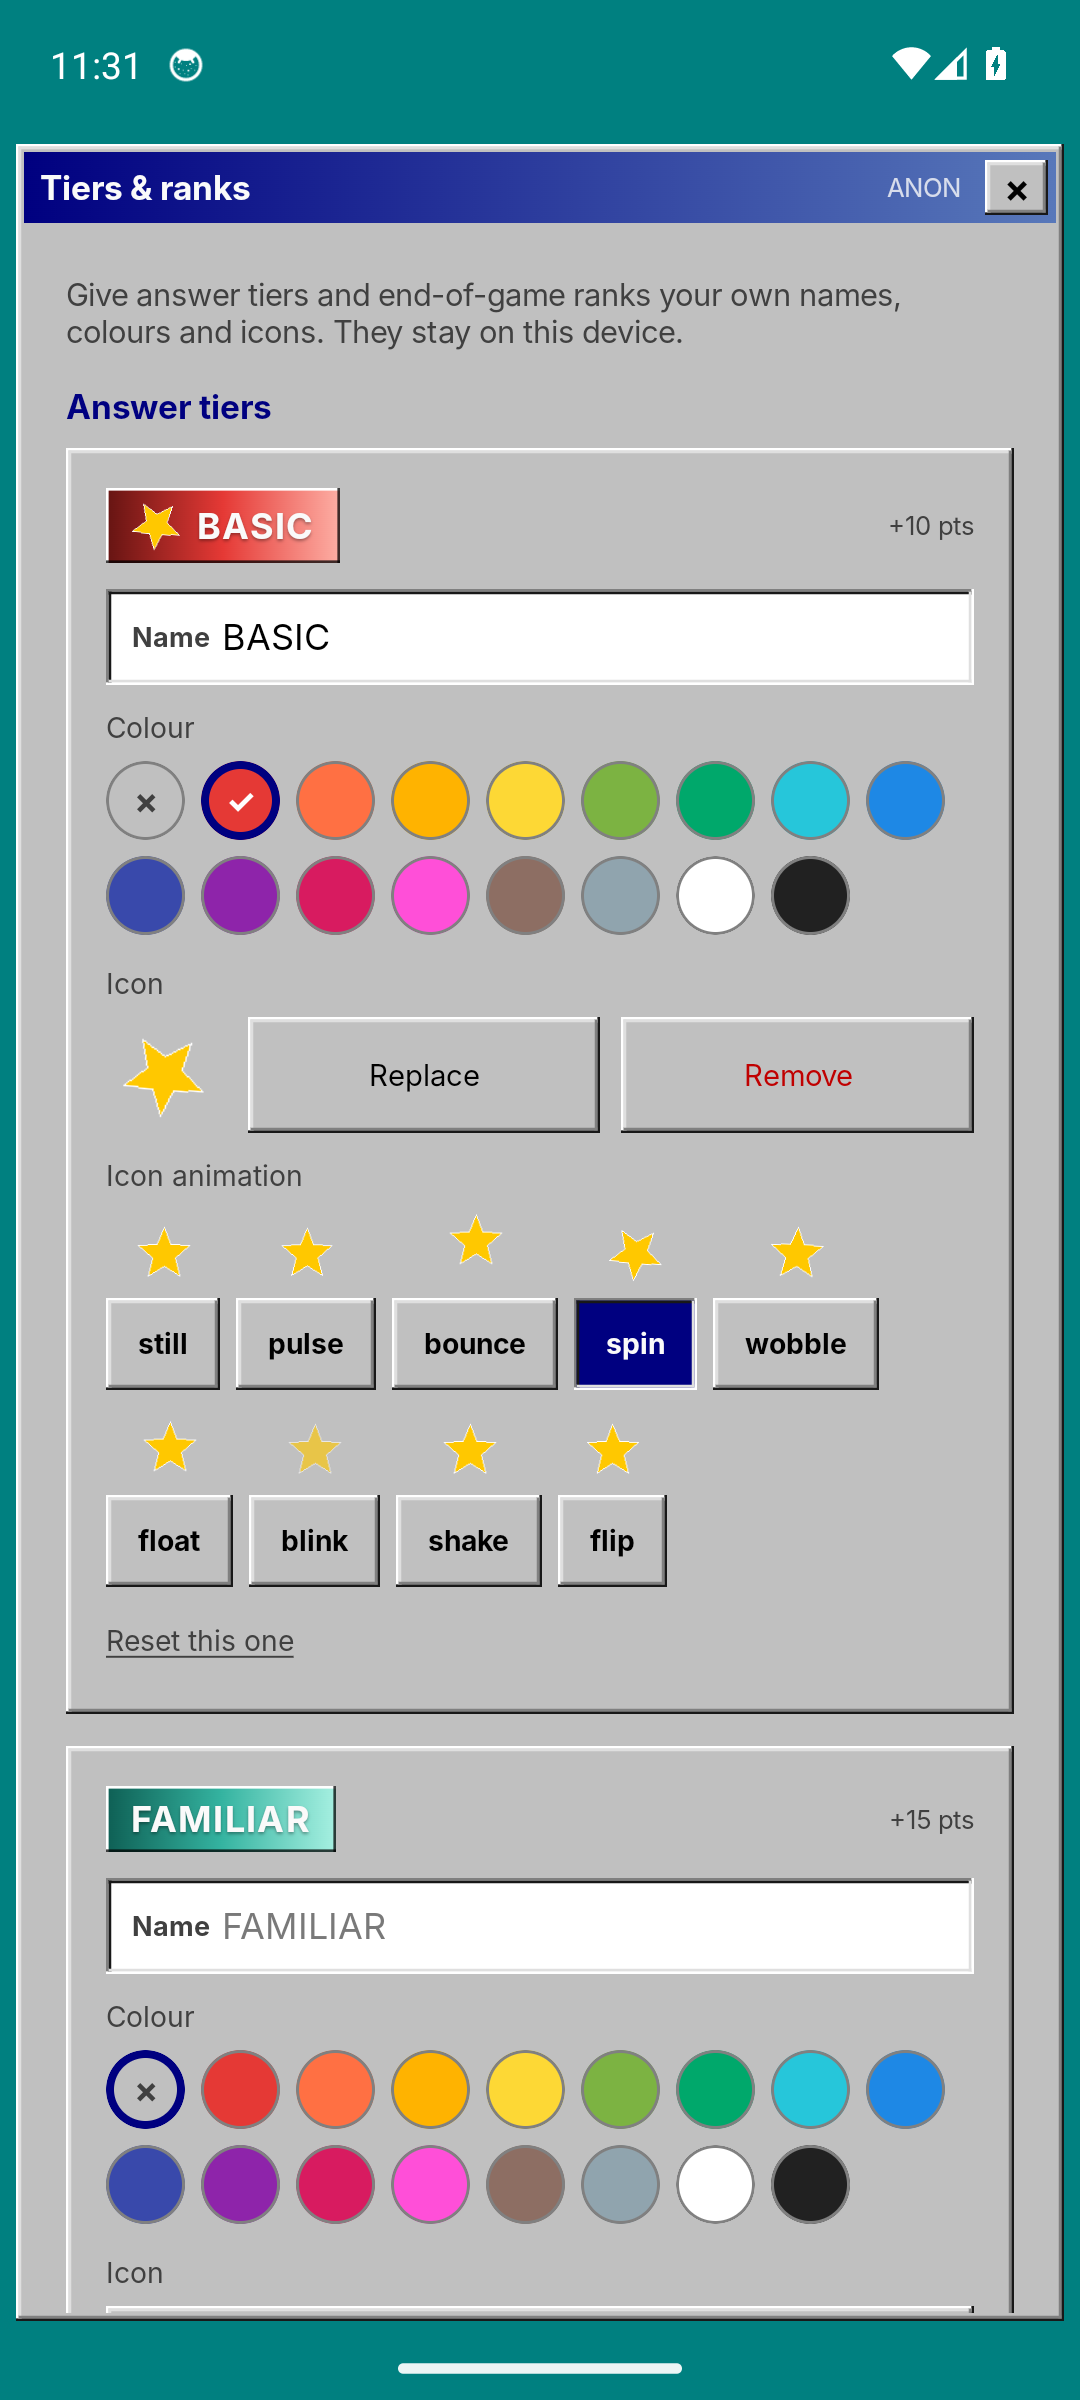 11:31
Tiers & ranks
ANON
×
Give answer tiers and end-of-game ranks your own names,
colours and icons. They stay on this device.
Answer tiers
BASIC
+10 pts
Name BASIC
Colour
×
Icon
Replace
Remove
Icon animation
still
pulse
bounce
spin
wobble
float
blink
shake
flip
Reset this one
FAMILIAR
+15 pts
Name FAMILIAR
Colour
×
Icon